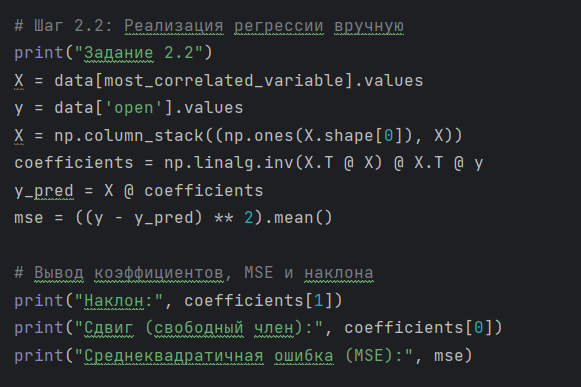 # Шаг 2.2: Реализация регрессии вручную
print("Задание 2.2")
X = data[most_correlated_variable].values
y = data['open'].values
X = np.column_stack((np.ones(X.shape[0]), X))
coefficients = np.linalg.inv(X.T @ X) @ X.T @ y
y_pred = X @ coefficients
mse = ((y - y_pred) ** 2).mean()
# Вывод коэффициентов, MSE и наклона
print("Наклон:", coefficients[1])
print("Сдвиг (свободный член):", coefficients[0])
print("Среднеквадратичная ошибка (MSE):", mse)